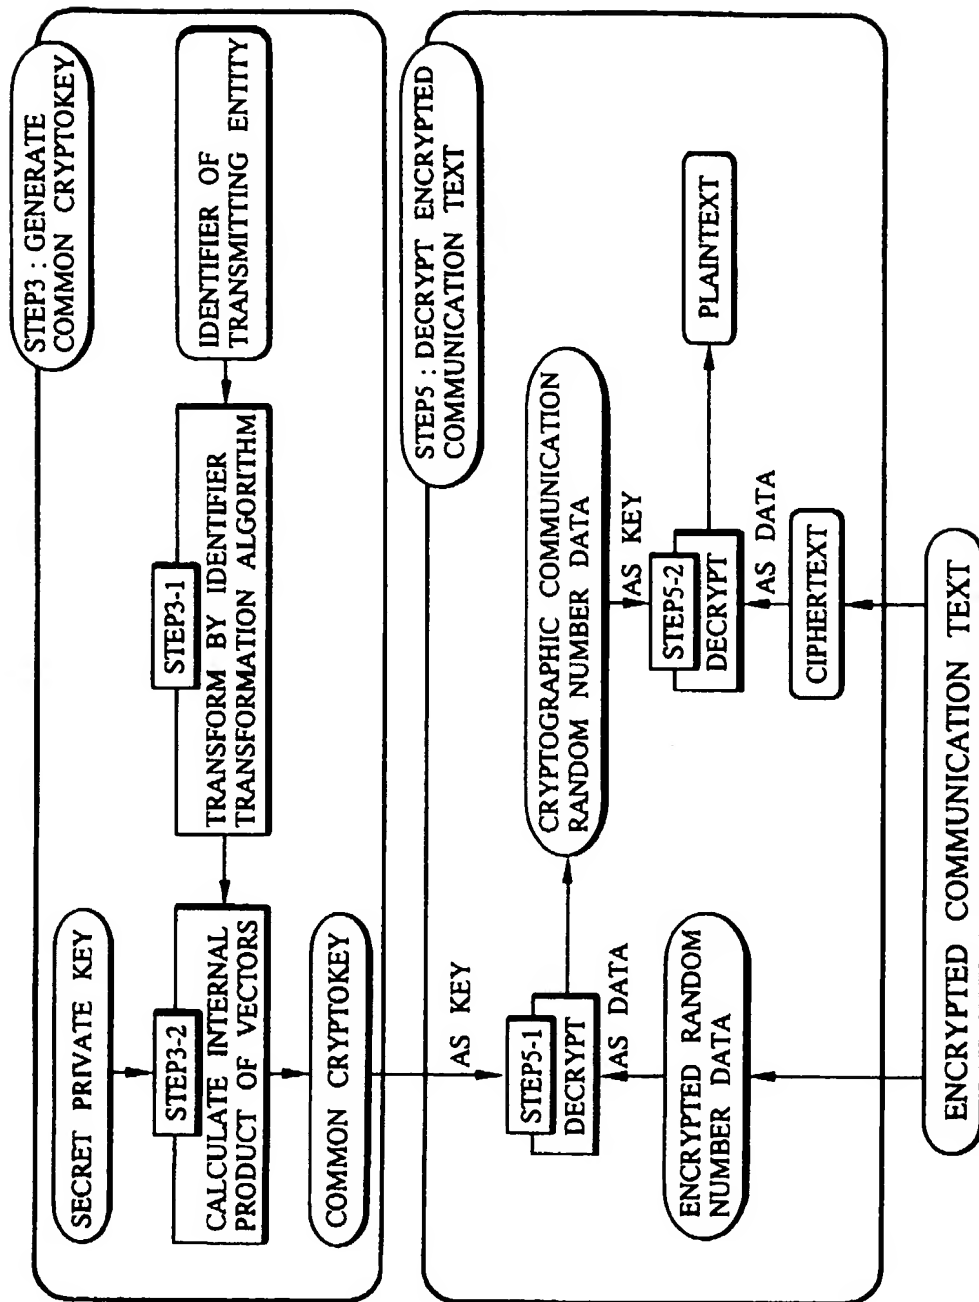 STEP3 : GENERATE
COMMON CRYPTOKEY
SECRET PRIVATE KEY
STEP3-2
CALCULATE INTERNAL
PRODUCT OF VECTORS
STEP3-1
TRANSFORM BY IDENTIFIER
TRANSFORMATION ALGORITHM
IDENTIFIER OF
TRANSMITTING ENTITY
COMMON CRYPTOKEY
STEP5 : DECRYPT ENCRYPTED
COMMUNICATION TEXT
AS KEY
STEP5-1
DECRYPT
AS DATA
ENCRYPTED RANDOM
NUMBER DATA
CRYPTOGRAPHIC COMMUNICATION
RANDOM NUMBER DATA
AS KEY
STEP5-2
DECRYPT
AS DATA
CIPHERTEXT
PLAINTEXT
ENCRYPTED COMMUNICATION TEXT